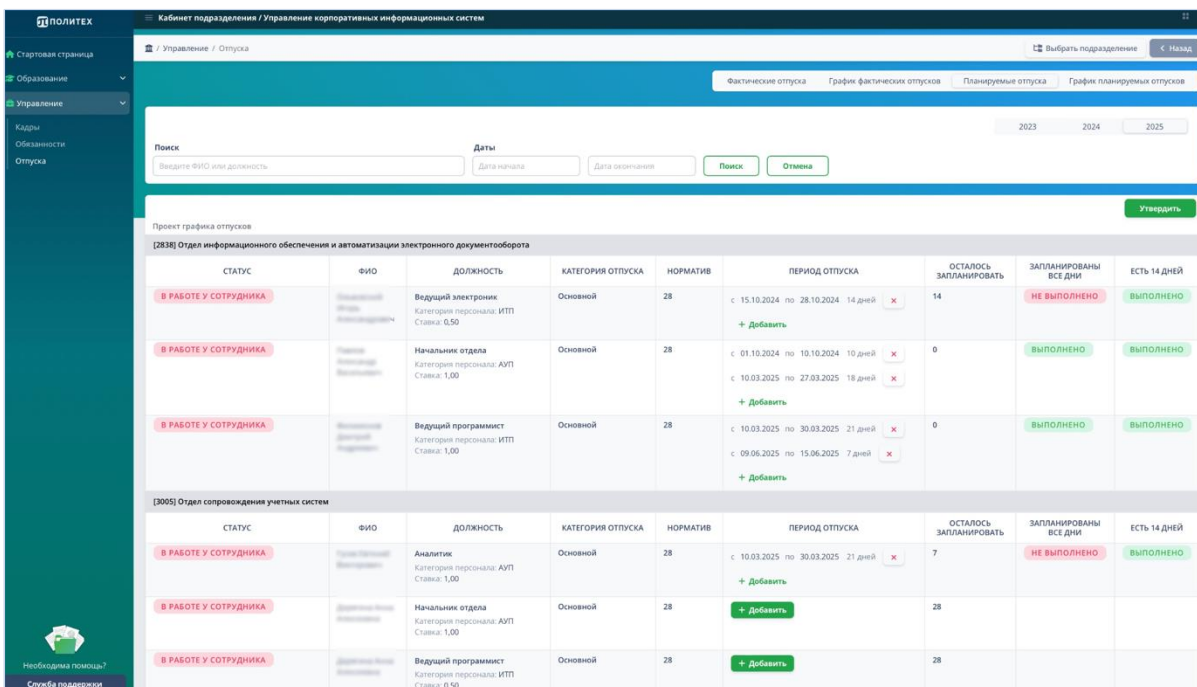 ПОЛИТЕХ
Кабинет подразделения / Управление корпоративных информационных систем
Стартовая страница
Образование
Управление
Кадры
Обязанности
Отпуска
/ Управление / Отпуска
Выбрать подразделение
< Назад
Фактические отпуска
График фактических отпусков
Планируемые отпуска
График планируемых отпусков
2023 2024 2025
Поиск Даты
Введите ФИО или должность Дата начала Дата окончания Поиск Отмена
Утвердить
Проект графика отпусков
[2838] Отдел информационного обеспечения и автоматизации электронного документооборота
СТАТУС ФИО ДОЛЖНОСТЬ КАТЕГОРИЯ ОТПУСКА НОРМАТИВ ПЕРИОД ОТПУСКА ОСТАЛОСЬ ЗАПЛАНИРОВАТЬ ЗАПЛАНИРОВАНЫ ВСЕ ДНИ ЕСТЬ 14 ДНЕЙ
В РАБОТЕ У СОТРУДНИКА Ведущий электроник Основной 28 с 15.10.2024 по 28.10.2024 14 дней × 14 НЕ ВЫПОЛНЕНО ВЫПОЛНЕНО
Категория персонала: ИТП
Ставка: 0,50
+ Добавить
В РАБОТЕ У СОТРУДНИКА Начальник отдела Основной 28 с 01.10.2024 по 10.10.2024 10 дней × 0 ВЫПОЛНЕНО ВЫПОЛНЕНО
Категория персонала: АУП
Ставка: 1,00
с 10.03.2025 по 27.03.2025 18 дней ×
+ Добавить
В РАБОТЕ У СОТРУДНИКА Ведущий программист Основной 28 с 10.03.2025 по 30.03.2025 21 дней × 0 ВЫПОЛНЕНО ВЫПОЛНЕНО
Категория персонала: ИТП
Ставка: 1,00
с 09.06.2025 по 15.06.2025 7 дней ×
+ Добавить
[3005] Отдел сопровождения учетных систем
СТАТУС ФИО ДОЛЖНОСТЬ КАТЕГОРИЯ ОТПУСКА НОРМАТИВ ПЕРИОД ОТПУСКА ОСТАЛОСЬ ЗАПЛАНИРОВАТЬ ЗАПЛАНИРОВАНЫ ВСЕ ДНИ ЕСТЬ 14 ДНЕЙ
В РАБОТЕ У СОТРУДНИКА Аналитик Основной 28 с 10.03.2025 по 30.03.2025 21 дней × 7 НЕ ВЫПОЛНЕНО ВЫПОЛНЕНО
Категория персонала: АУП
Ставка: 1,00
+ Добавить
В РАБОТЕ У СОТРУДНИКА Начальник отдела Основной 28 + Добавить 28
Категория персонала: АУП
Ставка: 1,00
В РАБОТЕ У СОТРУДНИКА Ведущий программист Основной 28 + Добавить 28
Категория персонала: ИТП
Ставка: 0,50
Необходима помощь?
Служба поддержки